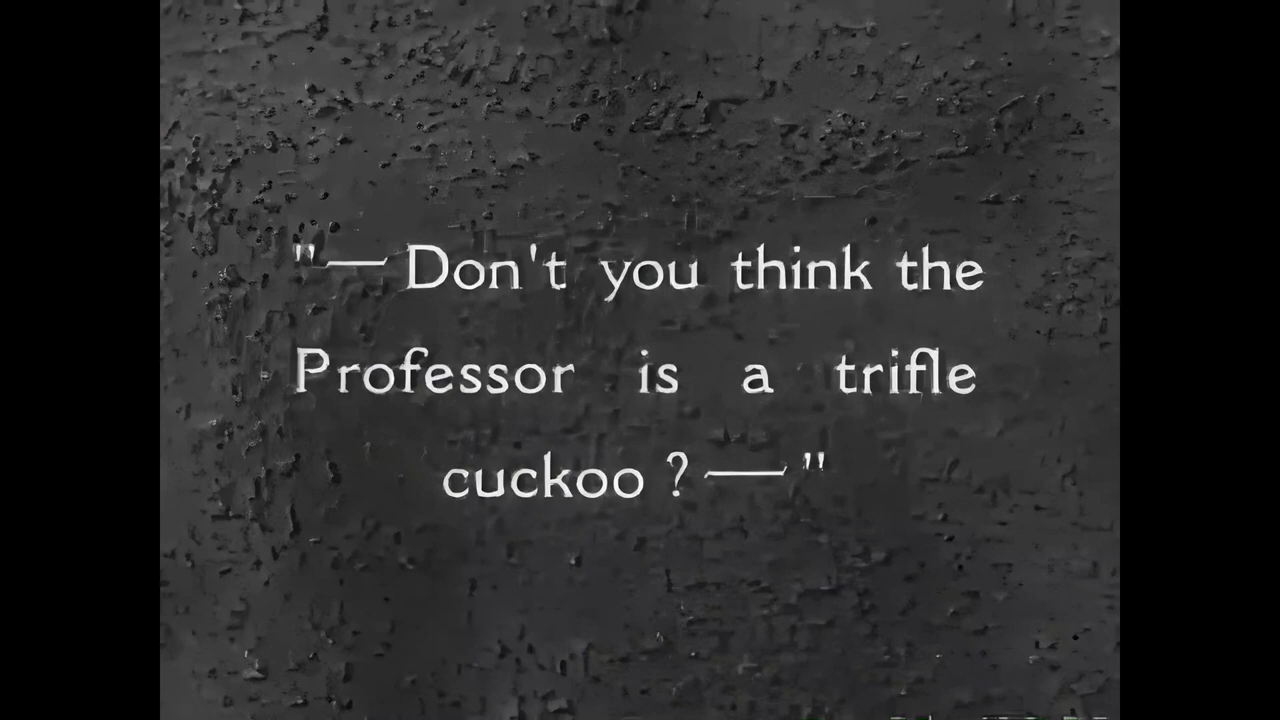 "— Don't you think the
Professor is a trifle
cuckoo ? — "